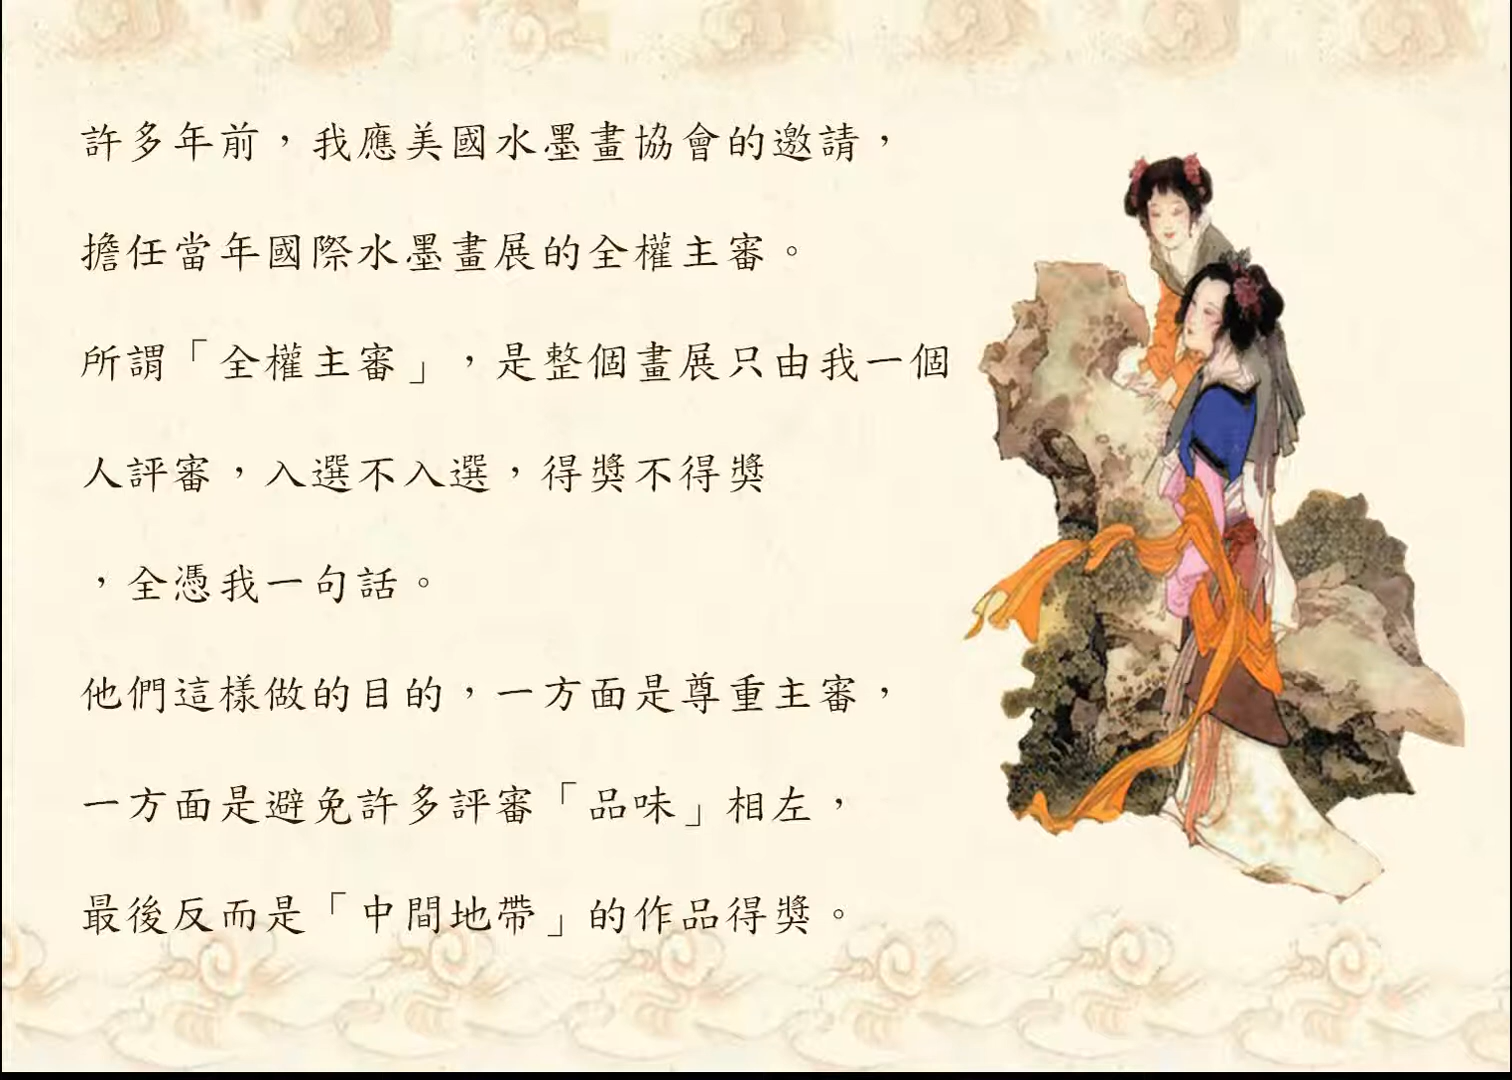 許多年前，我應美國水墨畫協會的邀請，
擔任當年國際水墨畫展的全權主審。
所謂「全權主審」，是整個畫展只由我一個
人評審，入選不入選，得獎不得獎
，全憑我一句話。
他們這樣做的目的，一方面是尊重主審，
一方面是避免許多評審「品味」相左，
最後反而是「中間地帶」的作品得獎。